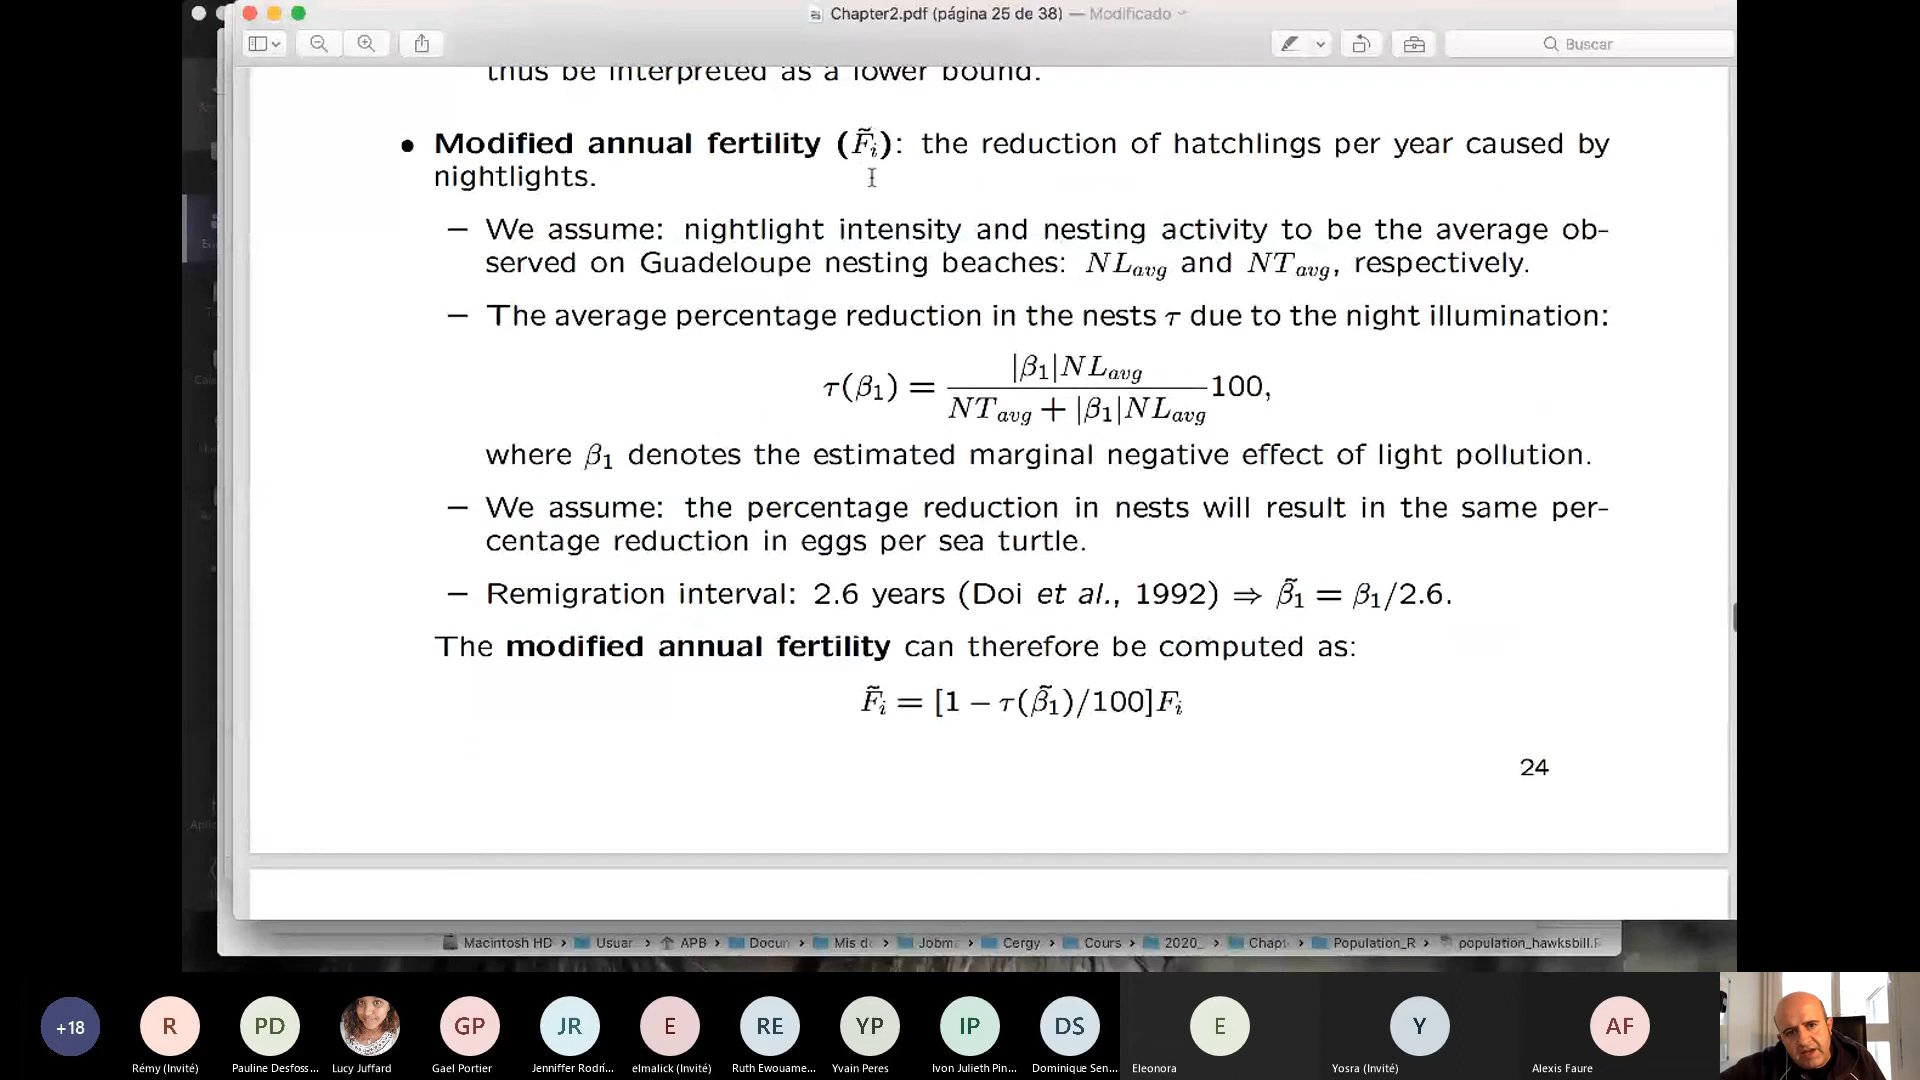 Chapter2.pdf (página 25 de 38) — Modificado
Buscar
thus be interpreted as a lower bound.
• Modified annual fertility (F̃ᵢ): the reduction of hatchlings per year caused by
nightlights.
– We assume: nightlight intensity and nesting activity to be the average ob-
served on Guadeloupe nesting beaches: NL_avg and NT_avg, respectively.
– The average percentage reduction in the nests τ due to the night illumination:
τ(β₁) = |β₁|NL_avg / (NT_avg + |β₁|NL_avg) 100,
where β₁ denotes the estimated marginal negative effect of light pollution.
– We assume: the percentage reduction in nests will result in the same per-
centage reduction in eggs per sea turtle.
– Remigration interval: 2.6 years (Doi et al., 1992) ⇒ β̃₁ = β₁/2.6.
The modified annual fertility can therefore be computed as:
F̃ᵢ = [1 − τ(β̃₁)/100]Fᵢ
24
Macintosh HD › Usuar › APB › Docun › Mis d › Jobm › Cergy › Cours › 2020_ › Chapt › Population_R › population_hawksbill.R
+18 R PD GP JR E RE YP IP DS E Y AF
Rémy (Invité) Pauline Desfoss... Lucy Juffard Gael Portier Jenniffer Rodrí... elmalick (Invité) Ruth Ewouame... Yvain Peres Ivon Julieth Pin... Dominique Sen... Eleonora Yosra (Invité) Alexis Faure